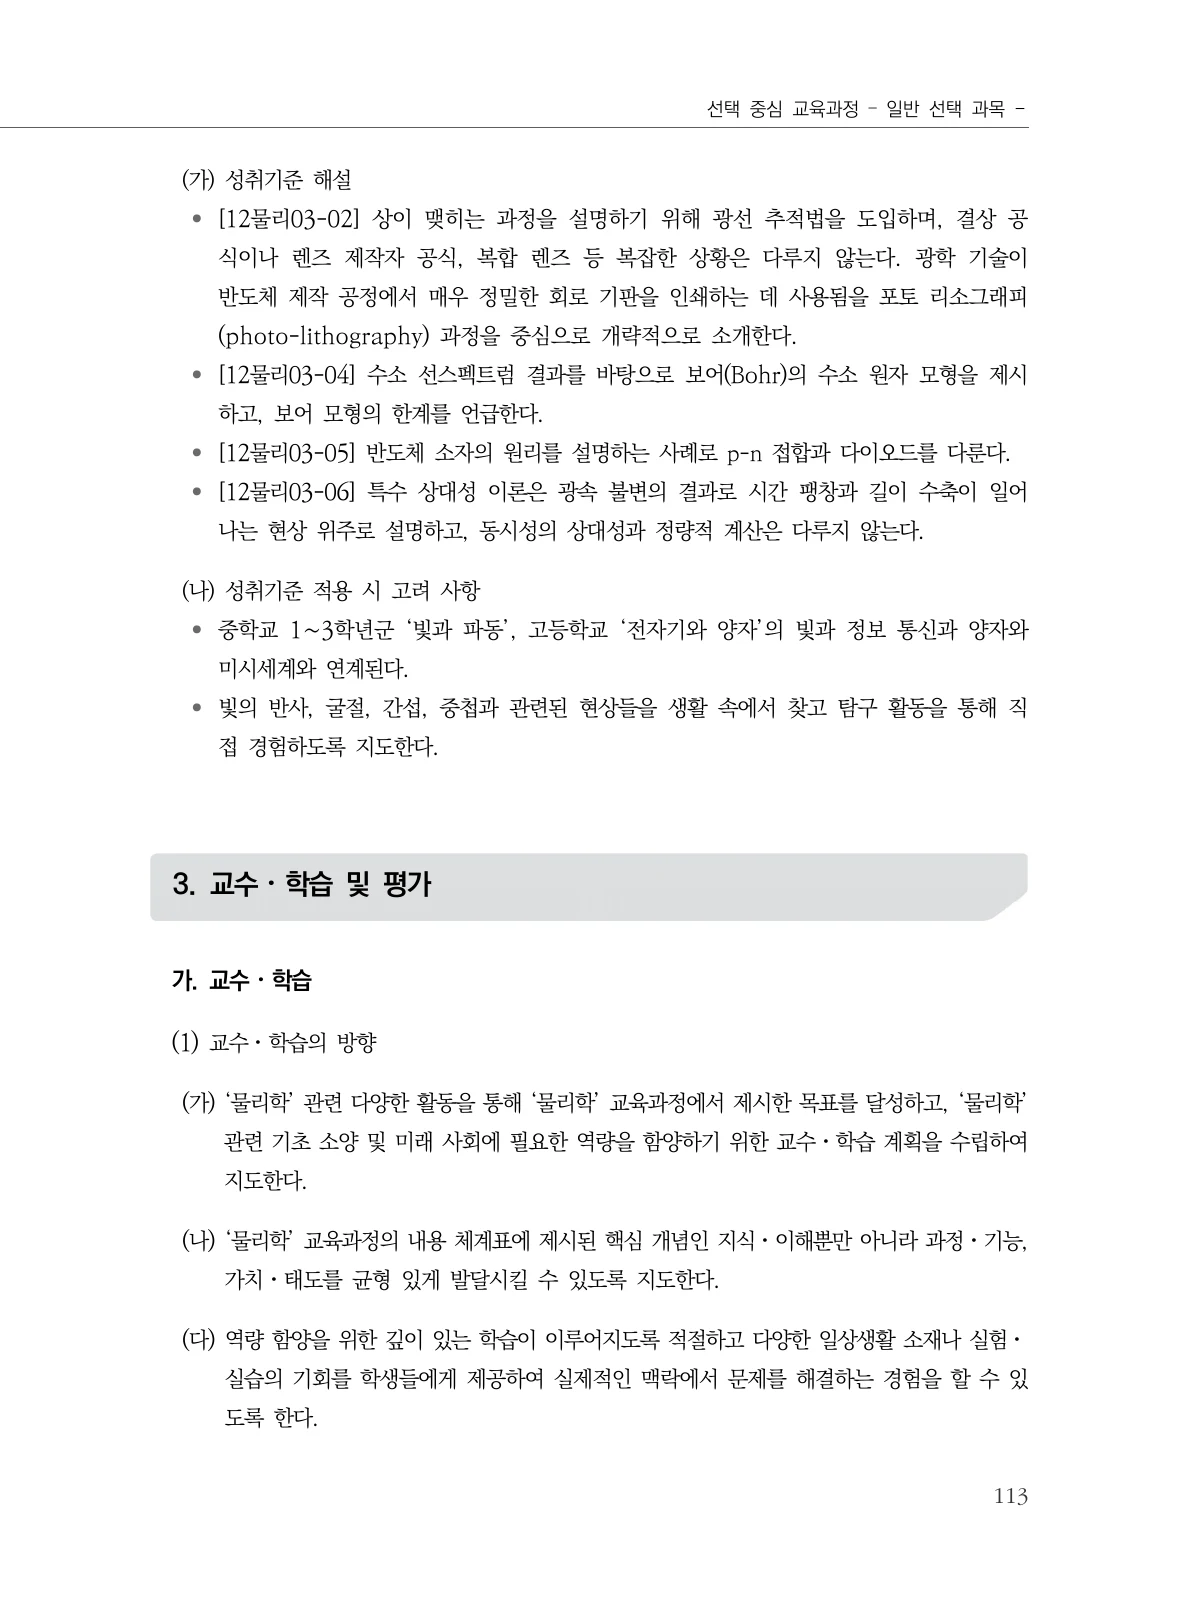 선택 중심 교육과정 - 일반 선택 과목 -
(가) 성취기준 해설
• [12물리03-02] 상이 맺히는 과정을 설명하기 위해 광선 추적법을 도입하며, 결상 공
식이나 렌즈 제작자 공식, 복합 렌즈 등 복잡한 상황은 다루지 않는다. 광학 기술이
반도체 제작 공정에서 매우 정밀한 회로 기판을 인쇄하는 데 사용됨을 포토 리소그래피
(photo-lithography) 과정을 중심으로 개략적으로 소개한다.
• [12물리03-04] 수소 선스펙트럼 결과를 바탕으로 보어(Bohr)의 수소 원자 모형을 제시
하고, 보어 모형의 한계를 언급한다.
• [12물리03-05] 반도체 소자의 원리를 설명하는 사례로 p-n 접합과 다이오드를 다룬다.
• [12물리03-06] 특수 상대성 이론은 광속 불변의 결과로 시간 팽창과 길이 수축이 일어
나는 현상 위주로 설명하고, 동시성의 상대성과 정량적 계산은 다루지 않는다.
(나) 성취기준 적용 시 고려 사항
• 중학교 1~3학년군 ‘빛과 파동’, 고등학교 ‘전자기와 양자’의 빛과 정보 통신과 양자와
미시세계와 연계된다.
• 빛의 반사, 굴절, 간섭, 중첩과 관련된 현상들을 생활 속에서 찾고 탐구 활동을 통해 직
접 경험하도록 지도한다.
3. 교수·학습 및 평가
가. 교수·학습
(1) 교수·학습의 방향
(가) ‘물리학’ 관련 다양한 활동을 통해 ‘물리학’ 교육과정에서 제시한 목표를 달성하고, ‘물리학’
관련 기초 소양 및 미래 사회에 필요한 역량을 함양하기 위한 교수·학습 계획을 수립하여
지도한다.
(나) ‘물리학’ 교육과정의 내용 체계표에 제시된 핵심 개념인 지식·이해뿐만 아니라 과정·기능,
가치·태도를 균형 있게 발달시킬 수 있도록 지도한다.
(다) 역량 함양을 위한 깊이 있는 학습이 이루어지도록 적절하고 다양한 일상생활 소재나 실험·
실습의 기회를 학생들에게 제공하여 실제적인 맥락에서 문제를 해결하는 경험을 할 수 있
도록 한다.
113